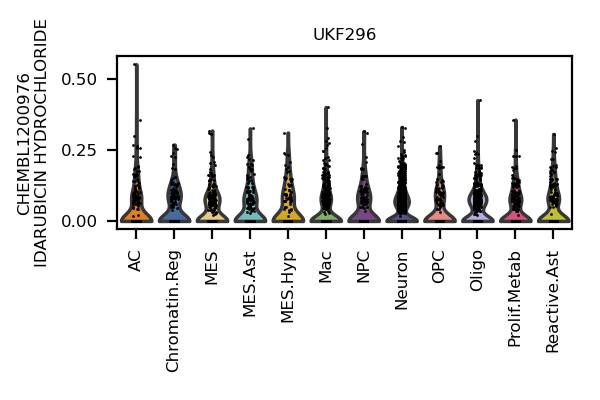 UKF296
CHEMBL1200976
IDARUBICIN HYDROCHLORIDE
0.50
0.25
0.00
AC
Chromatin.Reg
MES
MES.Ast
MES.Hyp
Mac
NPC
Neuron
OPC
Oligo
Prolif.Metab
Reactive.Ast